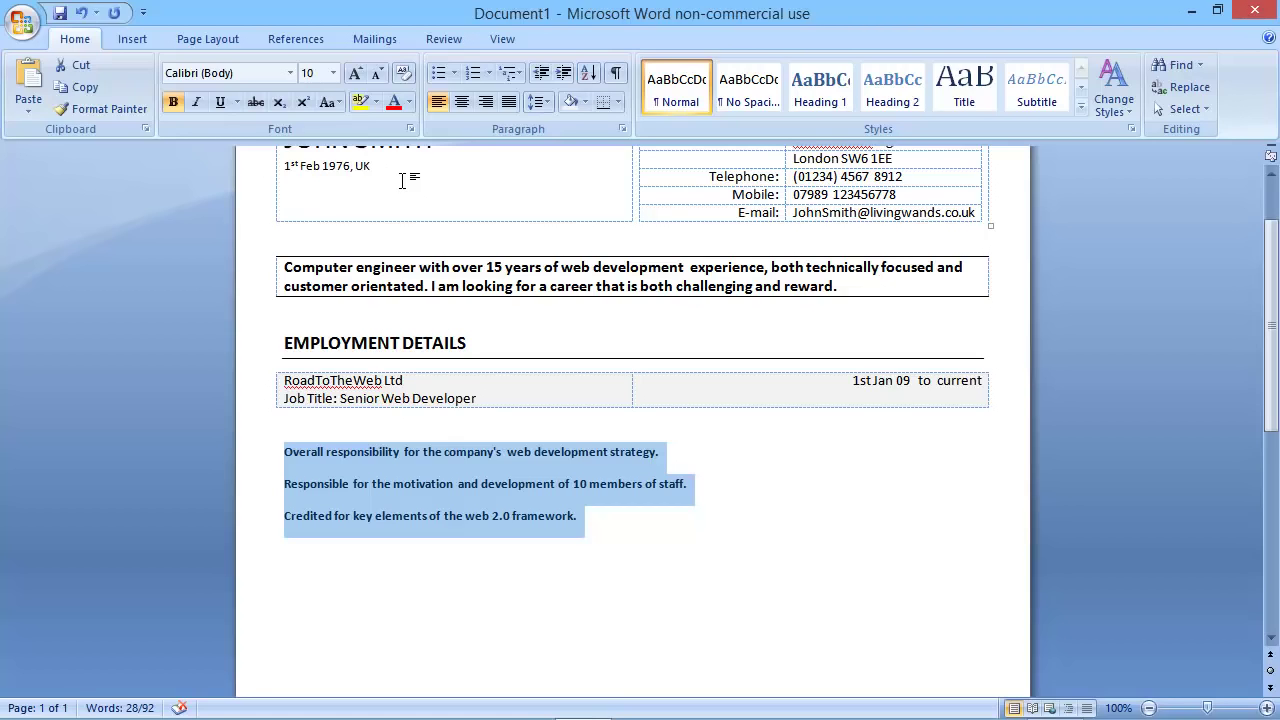 Document1 - Microsoft Word non-commercial use
Home Insert Page Layout References Mailings Review View
Paste
Cut
Copy
Format Painter
Clipboard
Calibri (Body) 10
B I U abc X₂ X² Aa
Font
Paragraph
AaBbCcDc AaBbCcDc AaBbCc AaBbCc AaB AaBbCc.
¶ Normal ¶ No Spaci... Heading 1 Heading 2 Title Subtitle
Change Styles
Styles
Find
Replace
Select
Editing
JOHN SMITH
1st Feb 1976, UK
London SW6 1EE
Telephone: (01234) 4567 8912
Mobile: 07989 123456778
E-mail: JohnSmith@livingwands.co.uk
Computer engineer with over 15 years of web development experience, both technically focused and
customer orientated. I am looking for a career that is both challenging and reward.
EMPLOYMENT DETAILS
RoadToTheWeb Ltd 1st Jan 09 to current
Job Title: Senior Web Developer
Overall responsibility for the company's web development strategy.
Responsible for the motivation and development of 10 members of staff.
Credited for key elements of the web 2.0 framework.
Page: 1 of 1 Words: 28/92 100%